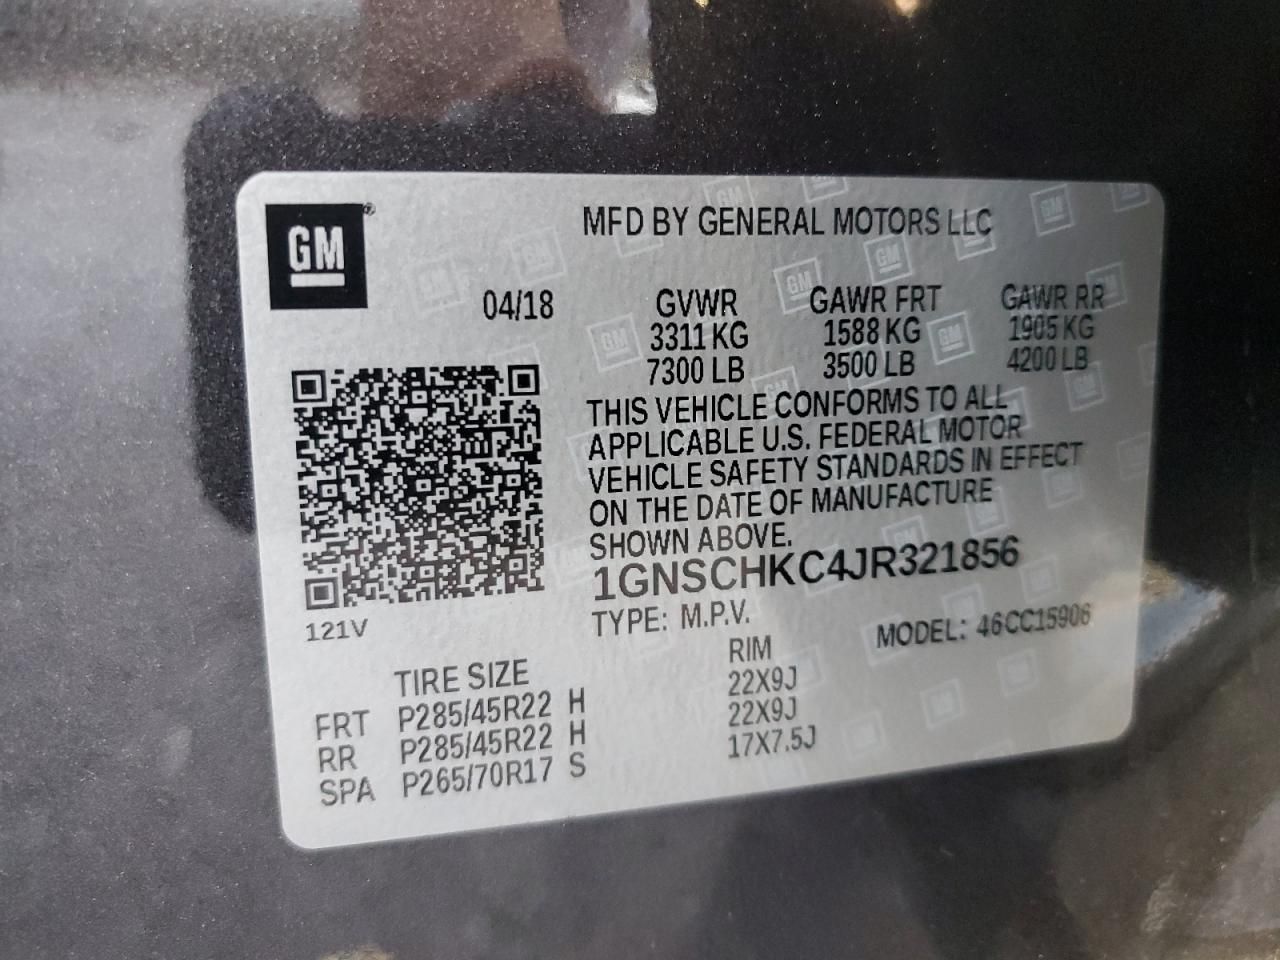 GM®
MFD BY GENERAL MOTORS LLC
04/18 GVWR GAWR FRT GAWR RR
3311 KG 1588 KG 1905 KG
7300 LB 3500 LB 4200 LB
THIS VEHICLE CONFORMS TO ALL
APPLICABLE U.S. FEDERAL MOTOR
VEHICLE SAFETY STANDARDS IN EFFECT
ON THE DATE OF MANUFACTURE
SHOWN ABOVE.
1GNSCHKC4JR321856
121V
TYPE: M.P.V. MODEL: 46CC15906
TIRE SIZE RIM
FRT P285/45R22 H 22X9J
RR P285/45R22 H 22X9J
SPA P265/70R17 S 17X7.5J